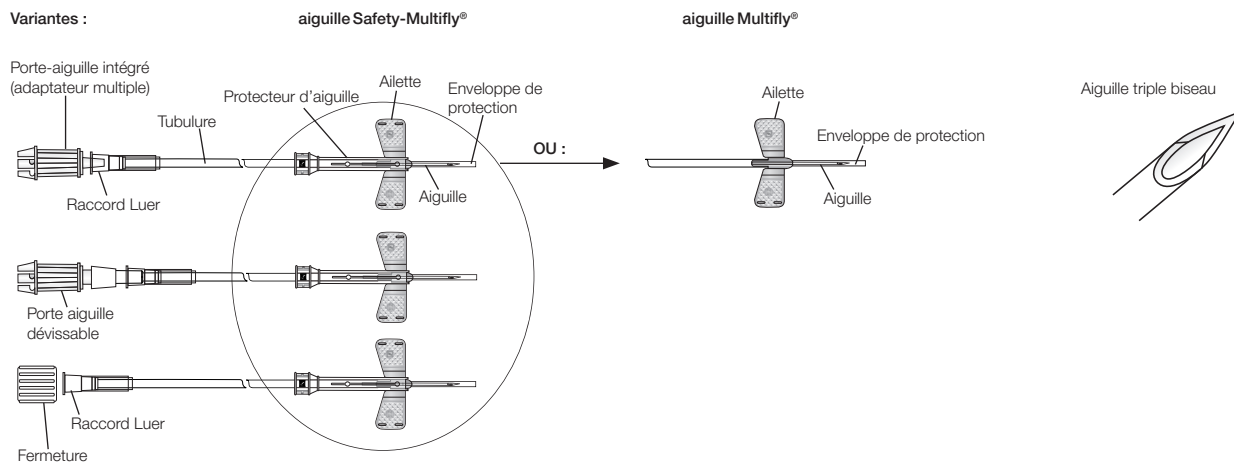 Variantes :
aiguille Safety-Multifly®
aiguille Multifly®
Porte-aiguille intégré
(adaptateur multiple)
Tubulure
Protecteur d'aiguille
Ailette
Enveloppe de
protection
Raccord Luer
Aiguille
OU :
Ailette
Enveloppe de protection
Aiguille
Aiguille triple biseau
Porte aiguille
dévissable
Raccord Luer
Fermeture